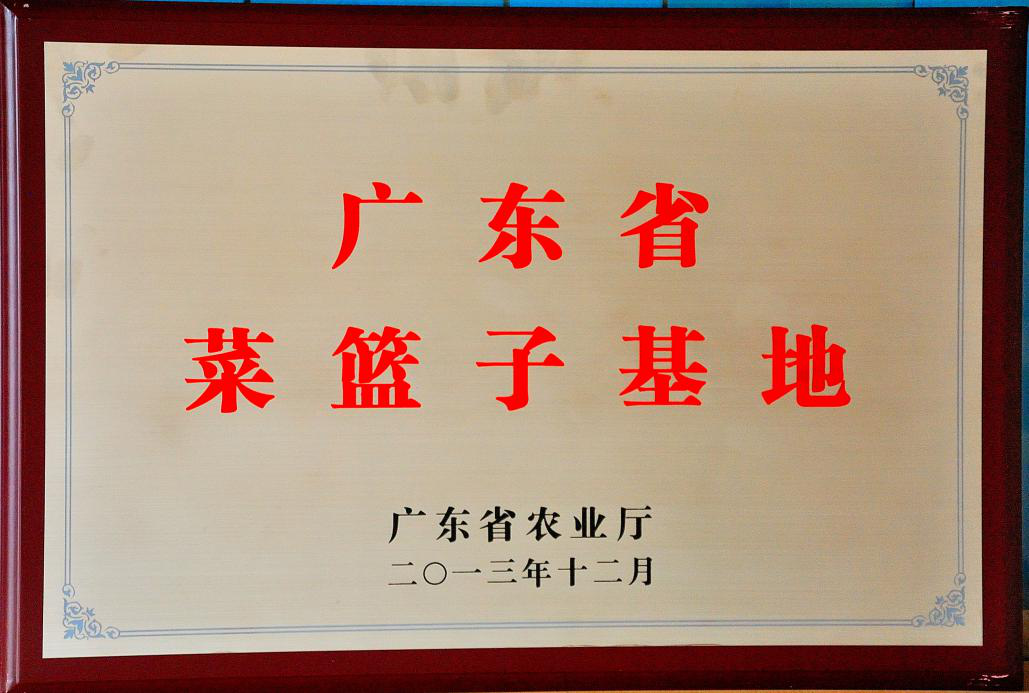 广东省
菜篮子基地
广东省农业厅
二〇一三年十二月